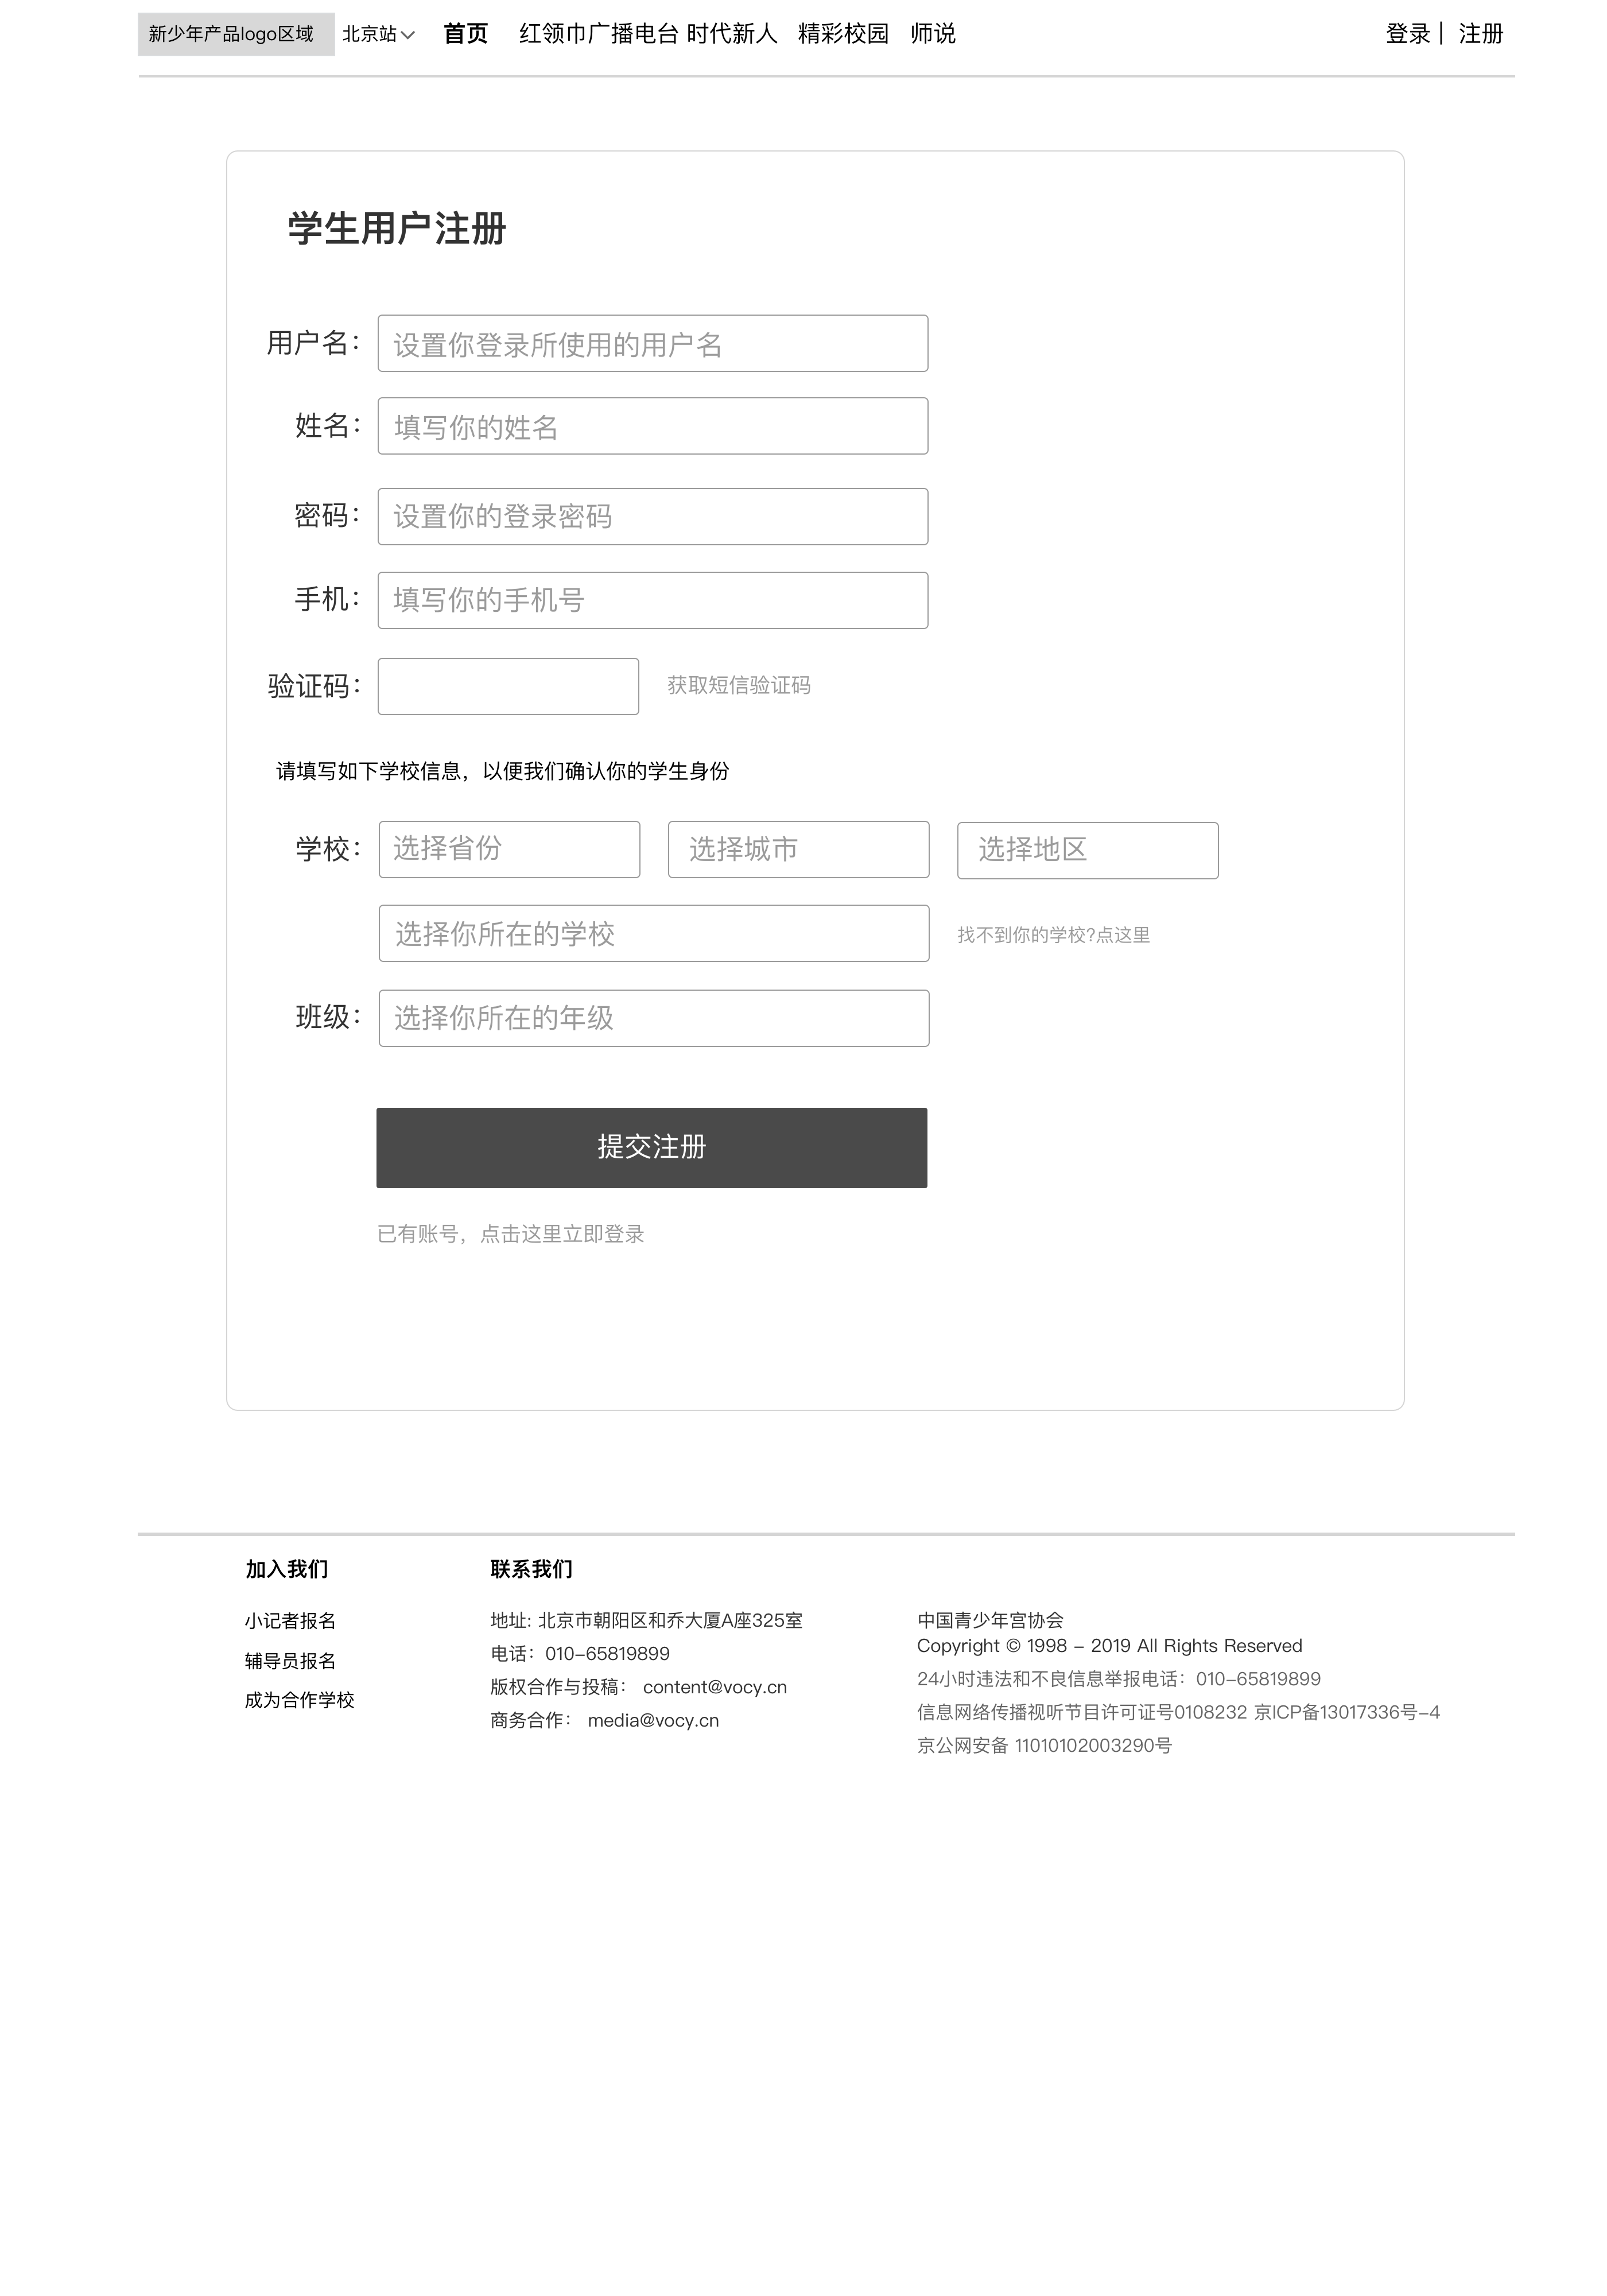 新少年产品logo区域 北京站 首页 红领巾广播电台 时代新人 精彩校园 师说 登录 | 注册
学生用户注册
用户名： 设置你登录所使用的用户名
姓名： 填写你的姓名
密码： 设置你的登录密码
手机： 填写你的手机号
验证码： 获取短信验证码
请填写如下学校信息，以便我们确认你的学生身份
学校： 选择省份 选择城市 选择地区
选择你所在的学校 找不到你的学校?点这里
班级： 选择你所在的年级
提交注册
已有账号，点击这里立即登录
加入我们
小记者报名
辅导员报名
成为合作学校
联系我们
地址: 北京市朝阳区和乔大厦A座325室
电话：010-65819899
版权合作与投稿： content@vocy.cn
商务合作： media@vocy.cn
中国青少年宫协会
Copyright © 1998 - 2019 All Rights Reserved
24小时违法和不良信息举报电话：010-65819899
信息网络传播视听节目许可证号0108232 京ICP备13017336号-4
京公网安备 11010102003290号